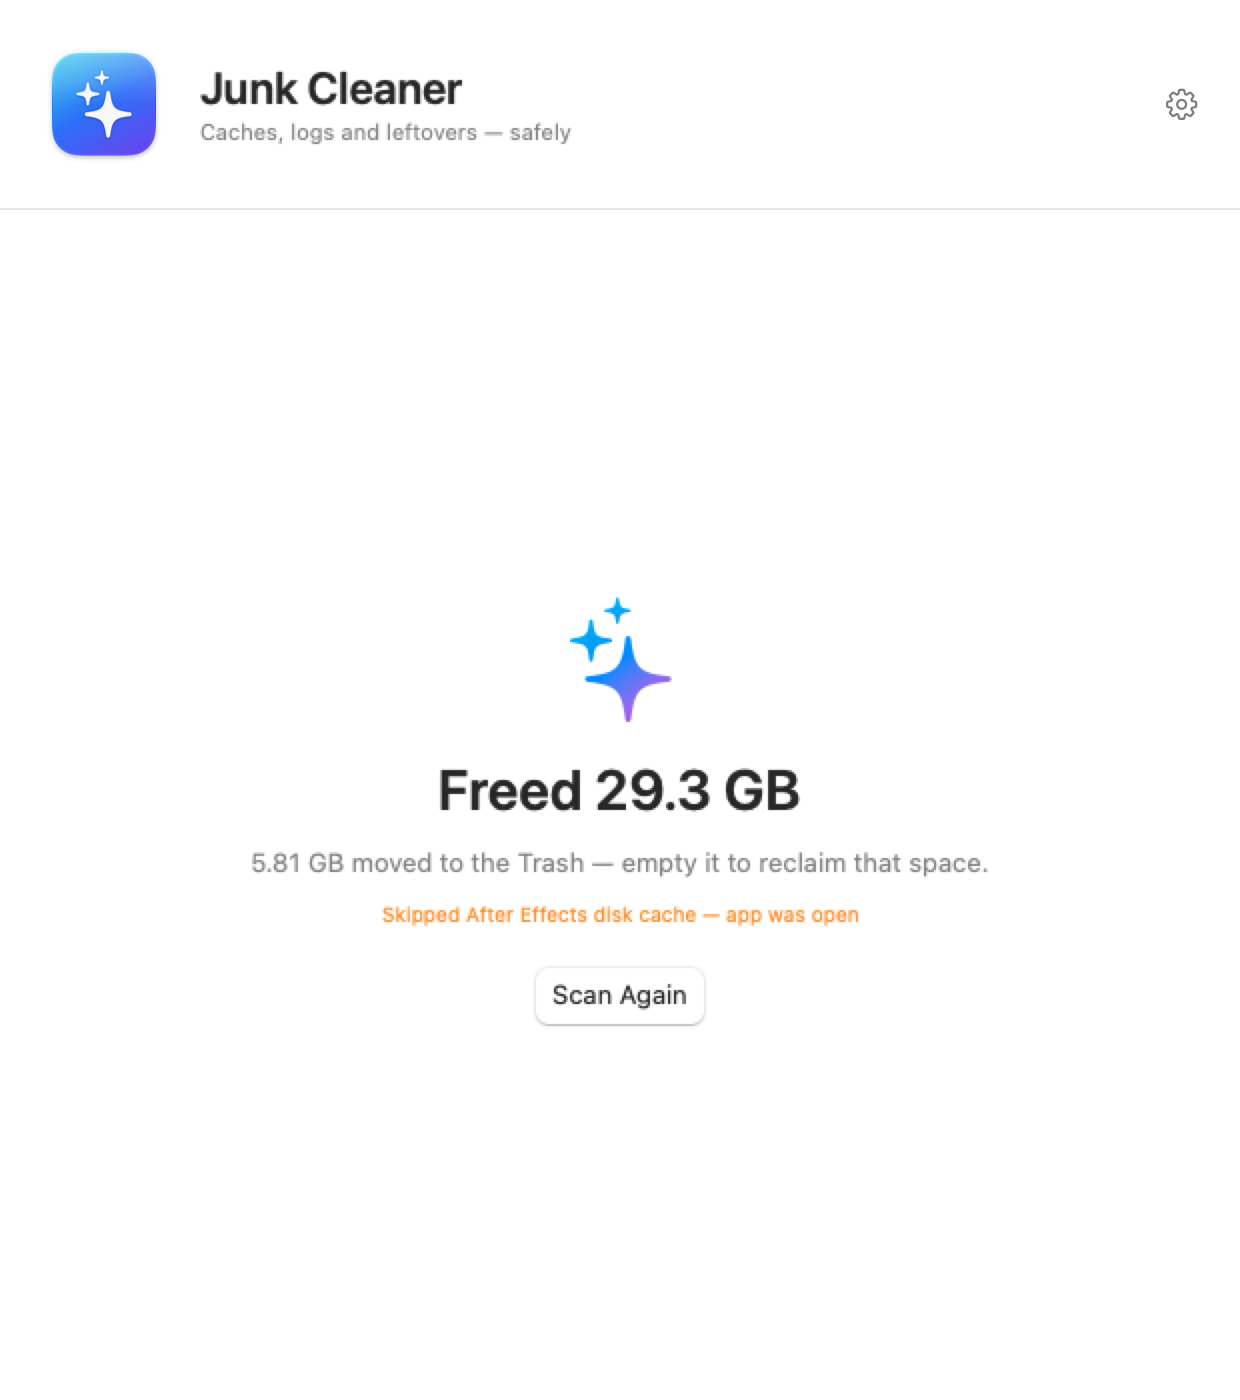 Junk Cleaner
Caches, logs and leftovers — safely
Freed 29.3 GB
5.81 GB moved to the Trash — empty it to reclaim that space.
Skipped After Effects disk cache — app was open
Scan Again